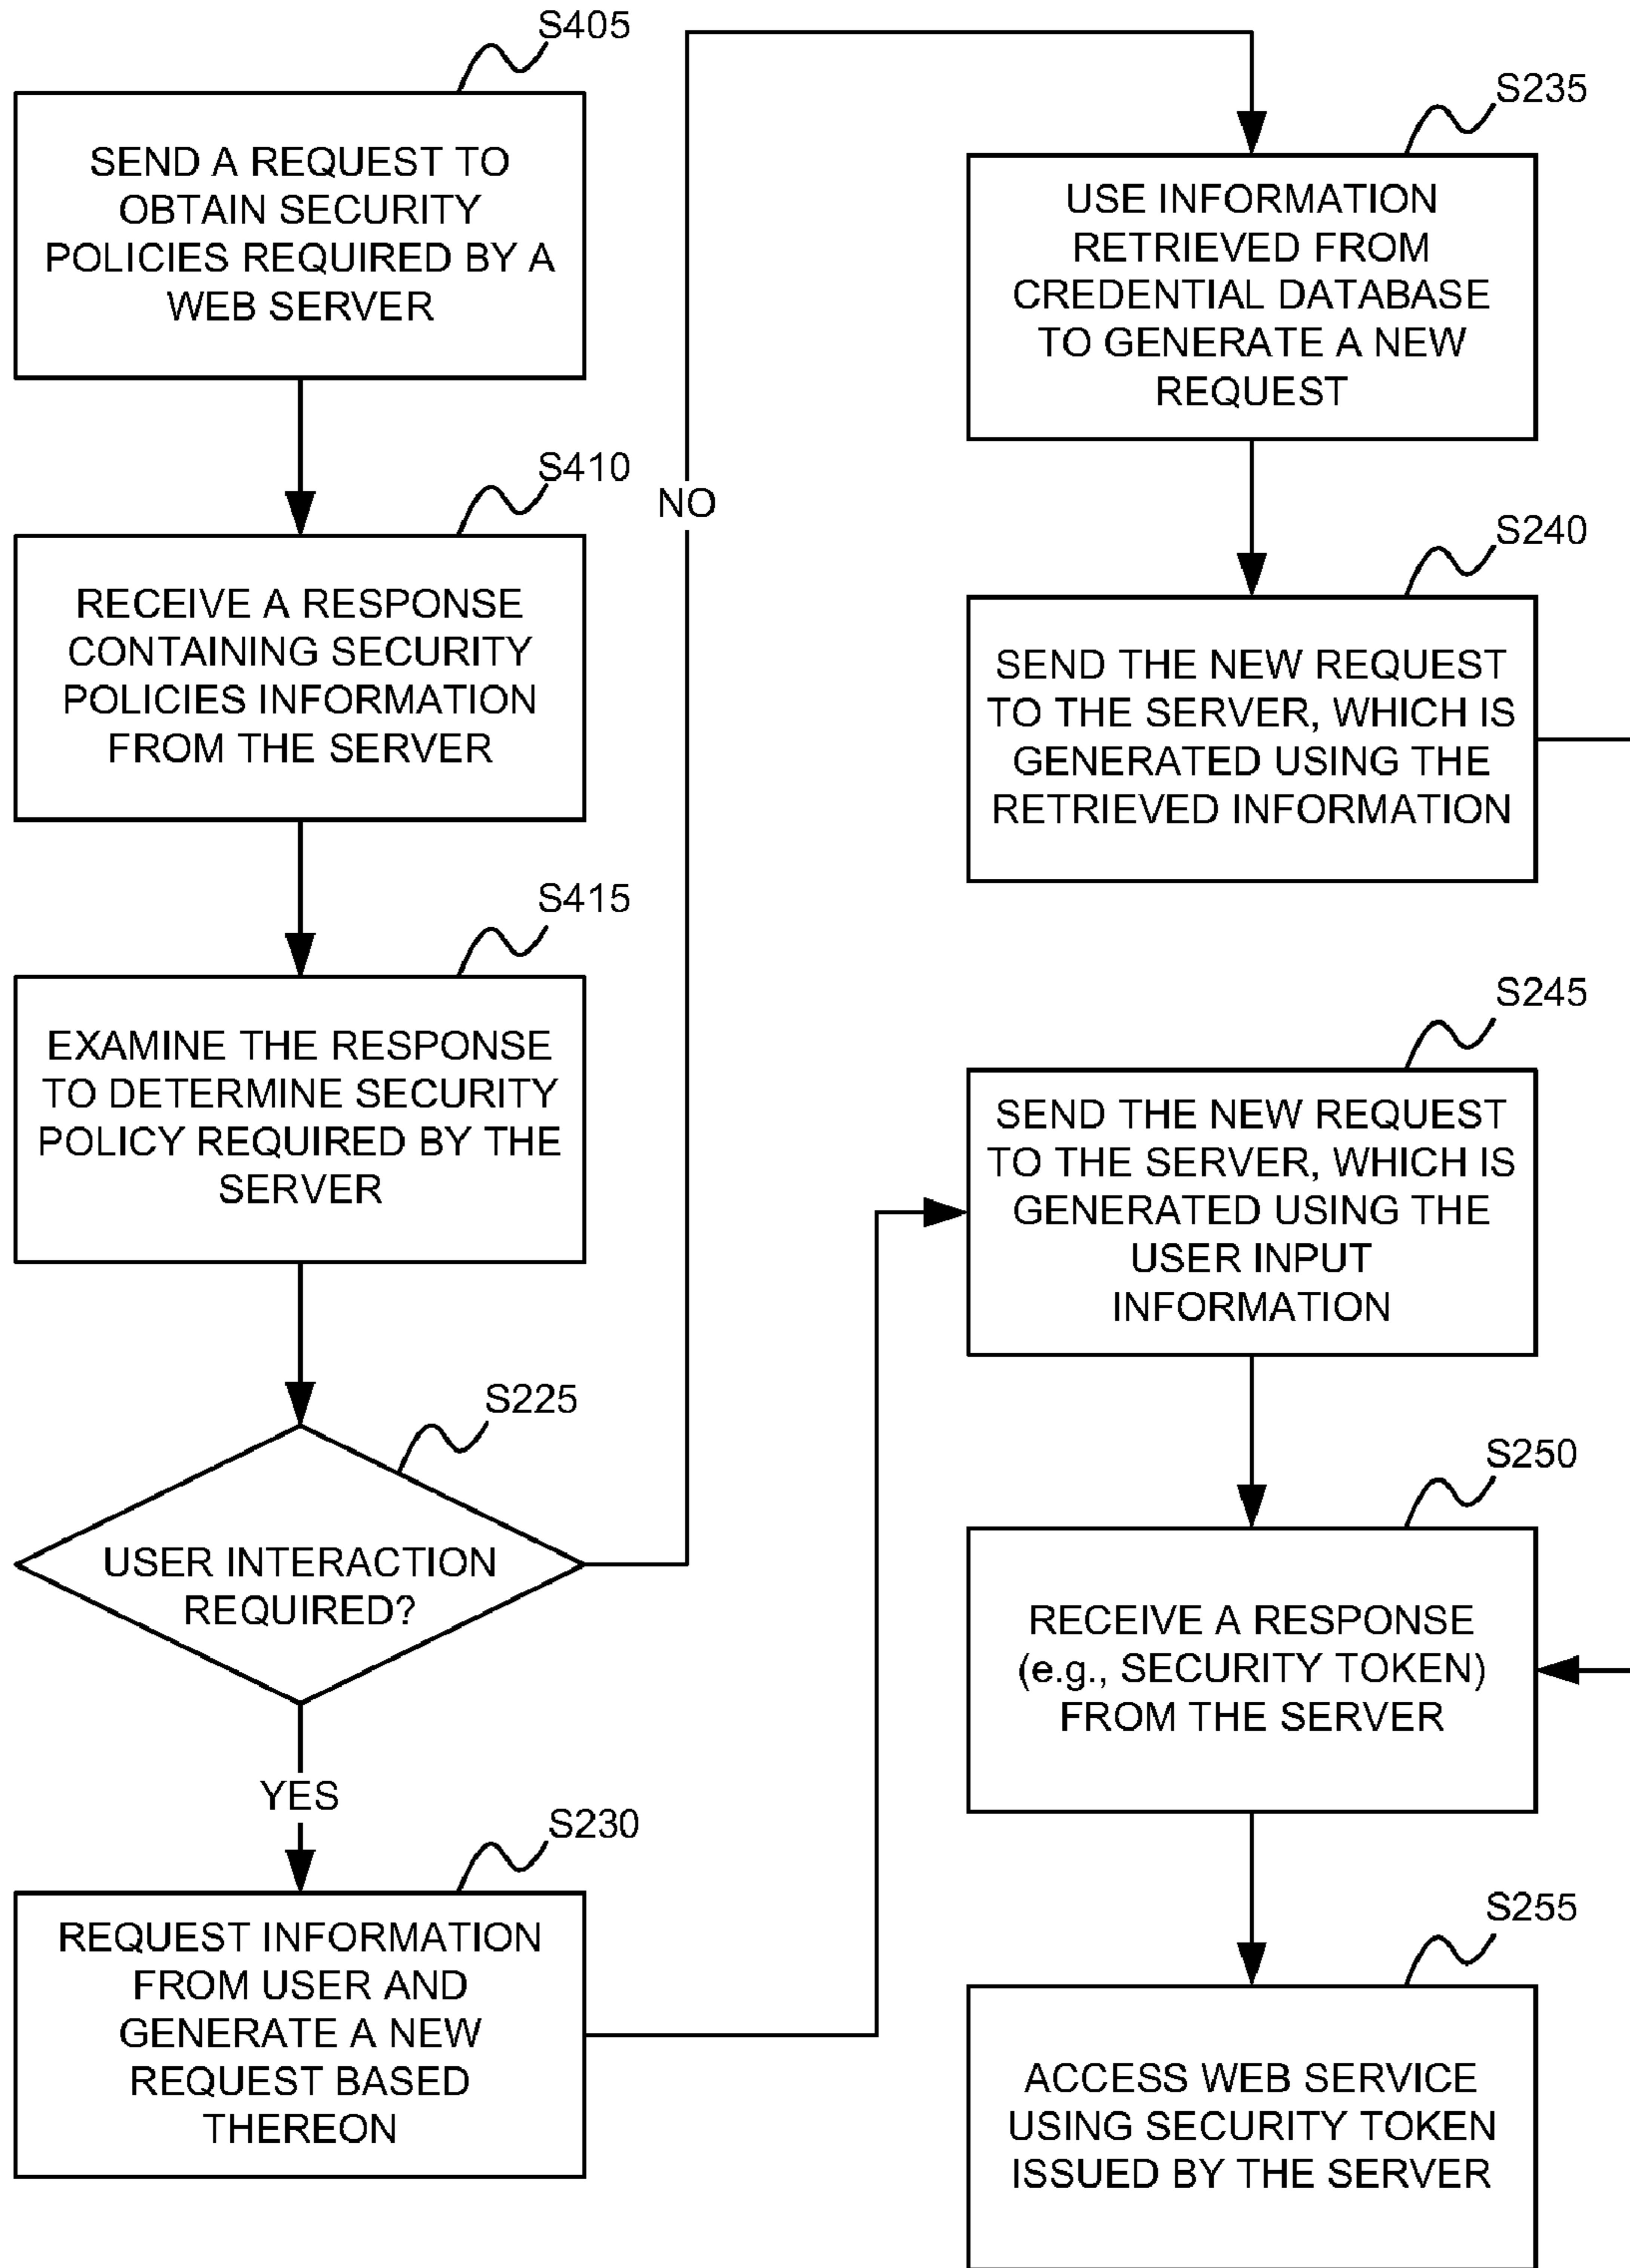 S405
SEND A REQUEST TO
OBTAIN SECURITY
POLICIES REQUIRED BY A
WEB SERVER
S410
RECEIVE A RESPONSE
CONTAINING SECURITY
POLICIES INFORMATION
FROM THE SERVER
S415
EXAMINE THE RESPONSE
TO DETERMINE SECURITY
POLICY REQUIRED BY THE
SERVER
S225
USER INTERACTION
REQUIRED?
YES
NO
S230
REQUEST INFORMATION
FROM USER AND
GENERATE A NEW
REQUEST BASED
THEREON
S235
USE INFORMATION
RETRIEVED FROM
CREDENTIAL DATABASE
TO GENERATE A NEW
REQUEST
S240
SEND THE NEW REQUEST
TO THE SERVER, WHICH IS
GENERATED USING THE
RETRIEVED INFORMATION
S245
SEND THE NEW REQUEST
TO THE SERVER, WHICH IS
GENERATED USING THE
USER INPUT
INFORMATION
S250
RECEIVE A RESPONSE
(e.g., SECURITY TOKEN)
FROM THE SERVER
S255
ACCESS WEB SERVICE
USING SECURITY TOKEN
ISSUED BY THE SERVER